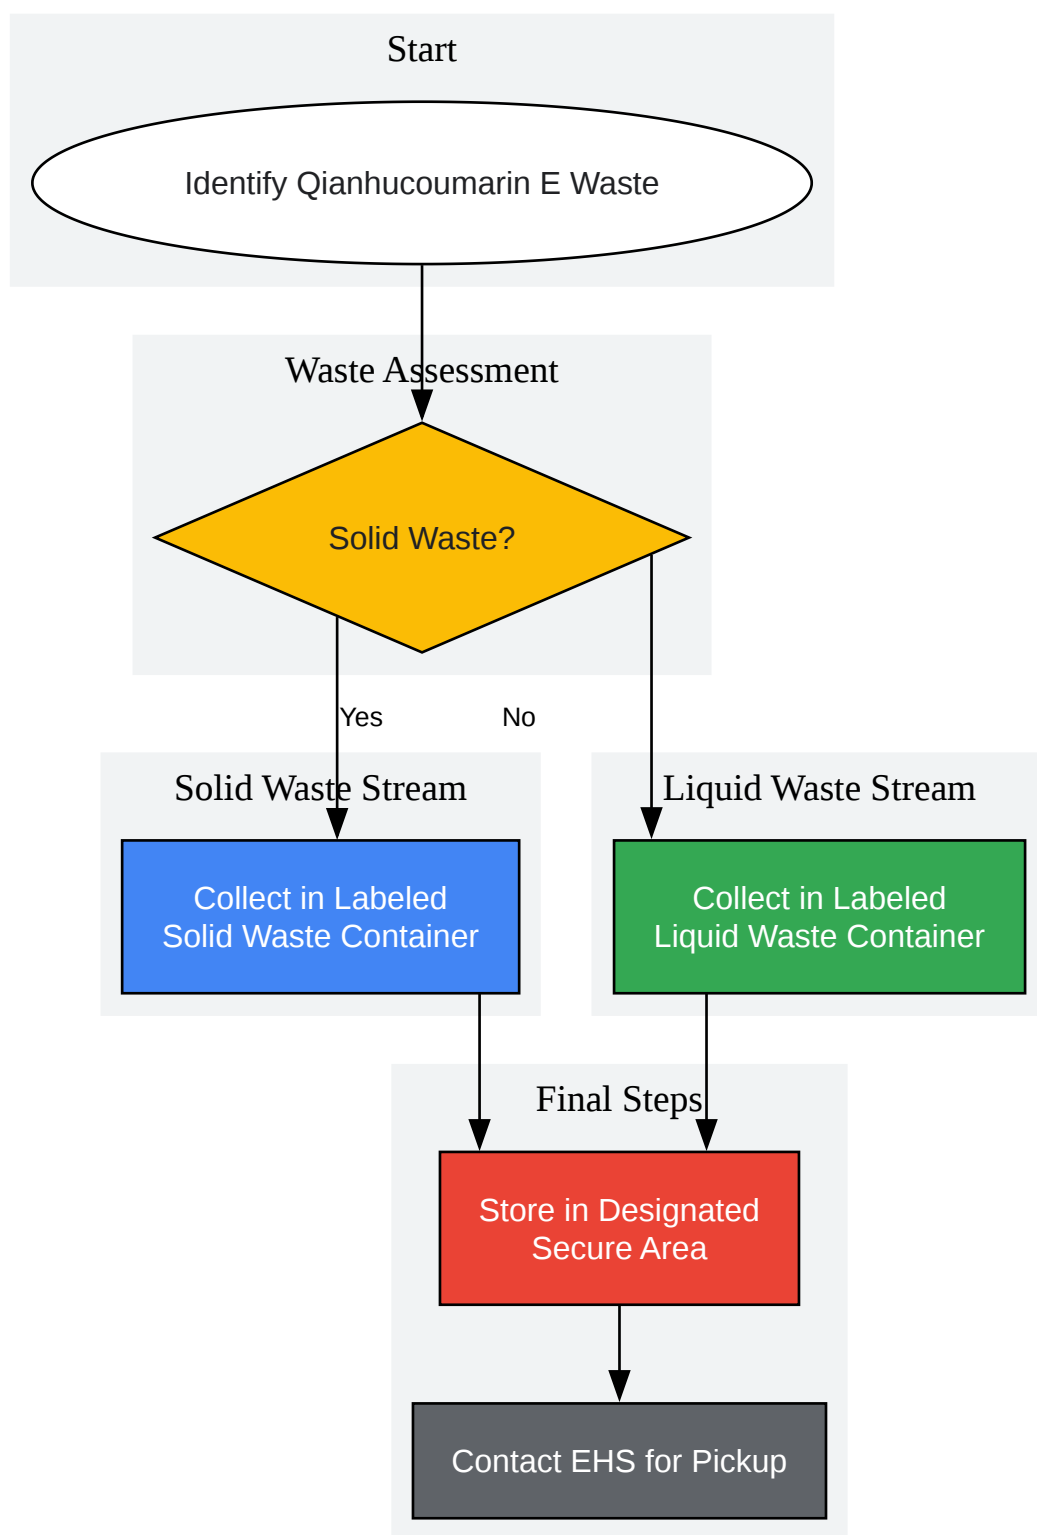 Start
Identify Qianhucoumarin E Waste
Waste Assessment
Solid Waste?
Yes
No
Solid Waste Stream
Collect in Labeled
Solid Waste Container
Liquid Waste Stream
Collect in Labeled
Liquid Waste Container
Final Steps
Store in Designated
Secure Area
Contact EHS for Pickup